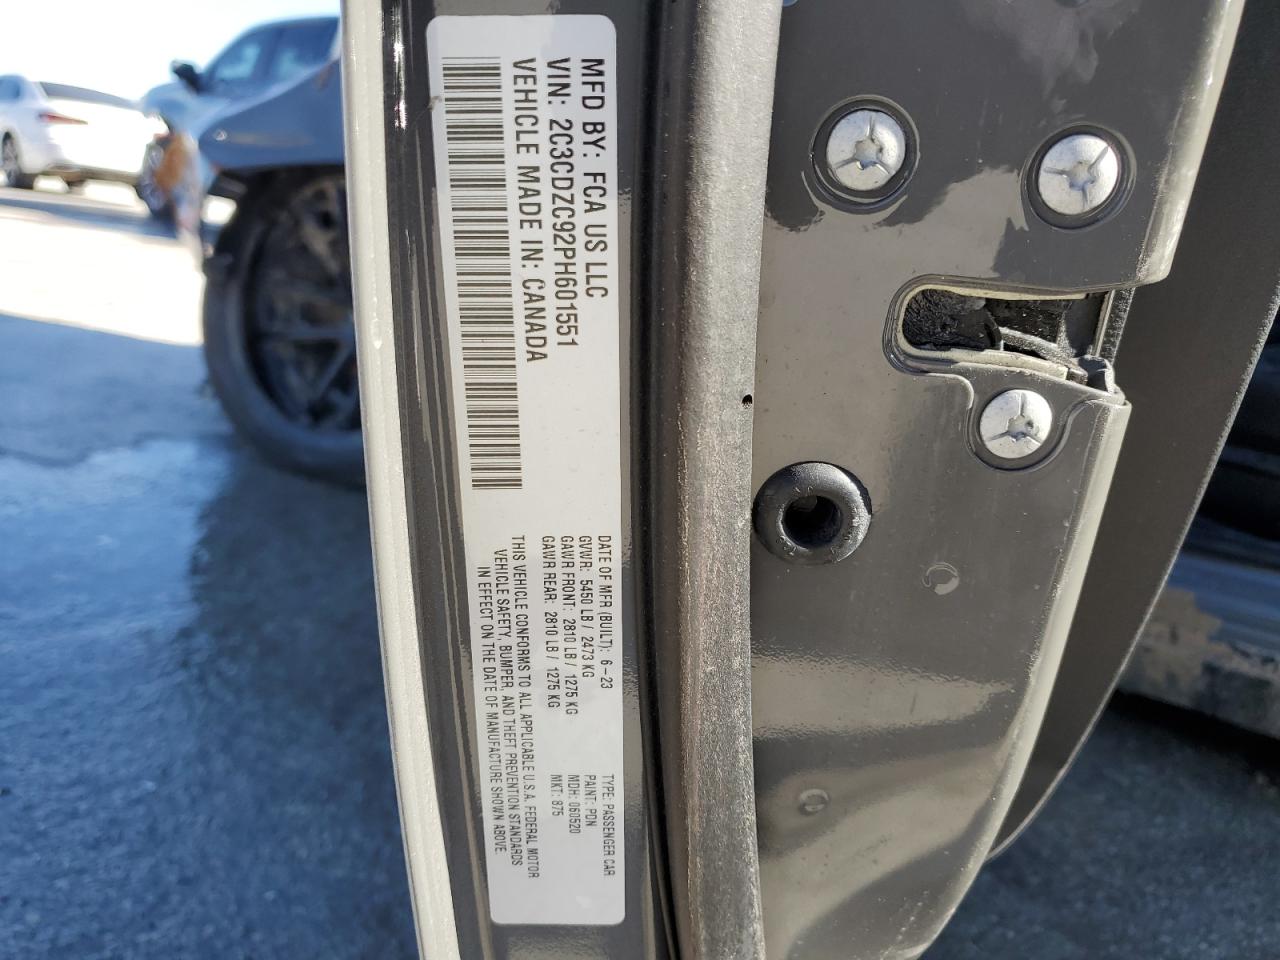 MFD BY: FCA US LLC
VIN: 2C3CDZC92PH601551
VEHICLE MADE IN: CANADA
DATE OF MFR (BUILT): 6-23
GVWR: 5450 LB / 2473 KG
GAWR FRONT: 2810 LB / 1275 KG
GAWR REAR: 2810 LB / 1275 KG
THIS VEHICLE CONFORMS TO ALL APPLICABLE U.S.A. FEDERAL MOTOR
VEHICLE SAFETY, BUMPER, AND THEFT PREVENTION STANDARDS
IN EFFECT ON THE DATE OF MANUFACTURE SHOWN ABOVE.
TYPE: PASSENGER CAR
PAINT: PDN
MDH: 060520
MKT: 875